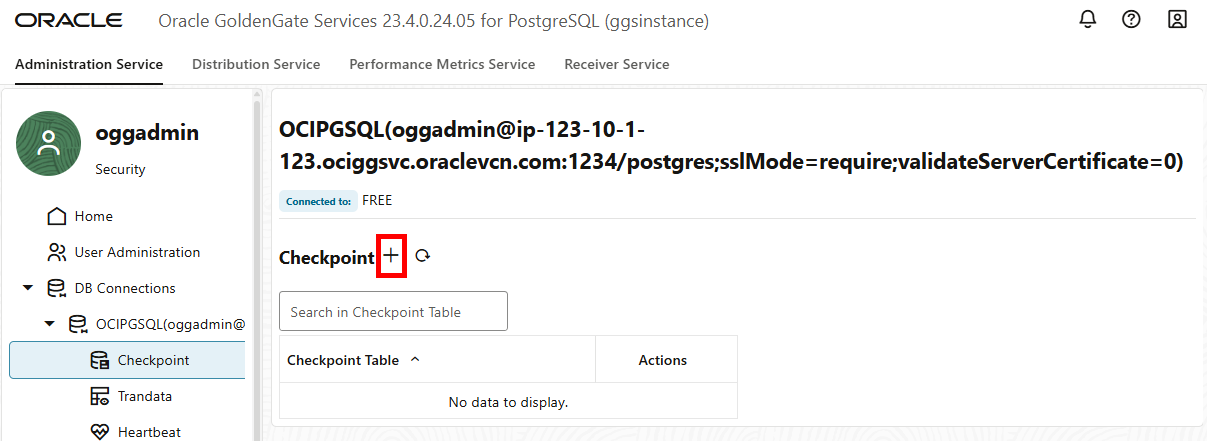 ORACLE Oracle GoldenGate Services 23.4.0.24.05 for PostgreSQL (ggsinstance)
Administration Service Distribution Service Performance Metrics Service Receiver Service
oggadmin
Security
Home
User Administration
DB Connections
OCIPGSQL(oggadmin@
Checkpoint
Trandata
Heartbeat
OCIPGSQL(oggadmin@ip-123-10-1-
123.ociggsvc.oraclevcn.com:1234/postgres;sslMode=require;validateServerCertificate=0)
Connected to: FREE
Checkpoint
Search in Checkpoint Table
Checkpoint Table Actions
No data to display.